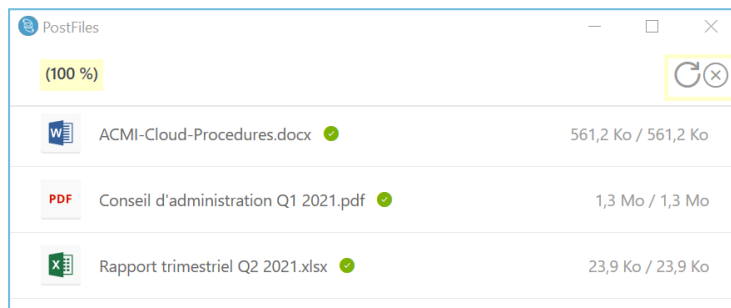 PostFiles
(100 %)
ACMI-Cloud-Procedures.docx 561,2 Ko / 561,2 Ko
PDF Conseil d'administration Q1 2021.pdf 1,3 Mo / 1,3 Mo
Rapport trimestriel Q2 2021.xlsx 23,9 Ko / 23,9 Ko